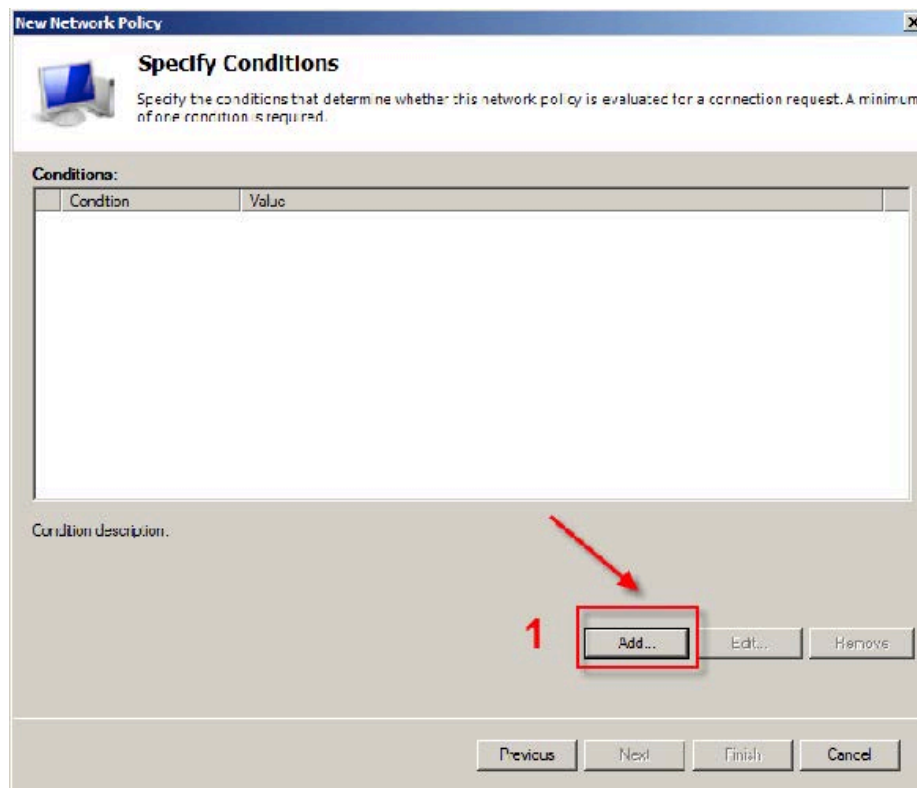 New Network Policy
Specify Conditions
Specify the conditions that determine whether this network policy is evaluated for a connection request. A minimum
of one condition is required.
Conditions:
Condtion Value
Condition description.
1 Add... Edit... Remove
Previous Next Finish Cancel